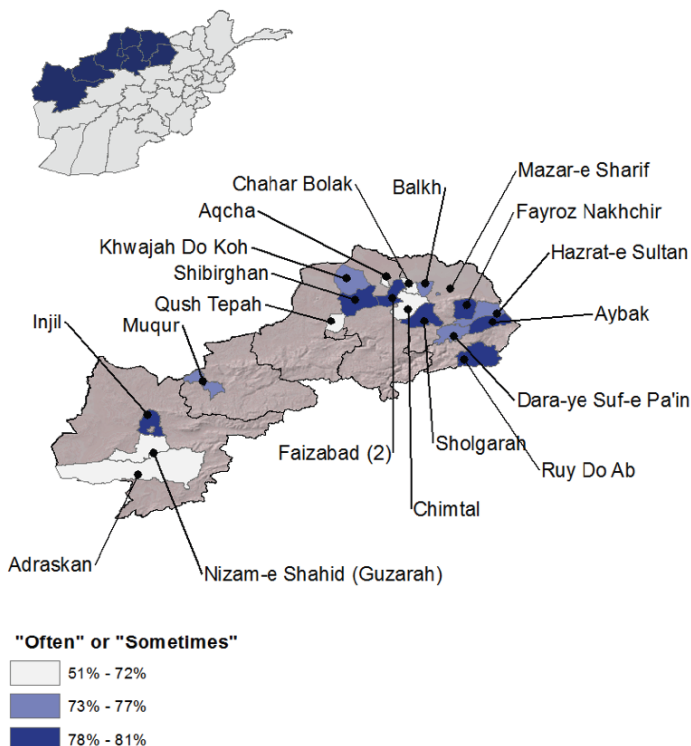 Mazar-e Sharif
Chahar Bolak
Balkh
Fayroz Nakhchir
Aqcha
Khwajah Do Koh
Hazrat-e Sultan
Shibirghan
Qush Tepah
Aybak
Injil
Muqur
Dara-ye Suf-e Pa'in
Faizabad (2)
Sholgarah
Ruy Do Ab
Chimtal
Adraskan
Nizam-e Shahid (Guzarah)
"Often" or "Sometimes"
51% - 72%
73% - 77%
78% - 81%